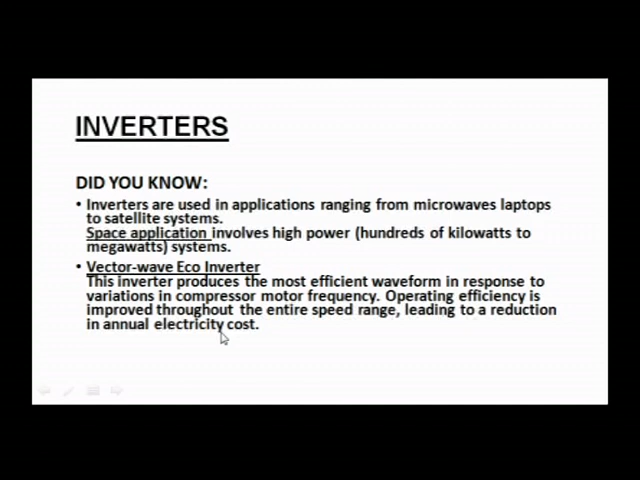 INVERTERS
DID YOU KNOW:
• Inverters are used in applications ranging from microwaves laptops
to satellite systems.
Space application involves high power (hundreds of kilowatts to
megawatts) systems.
• Vector-wave Eco Inverter
This inverter produces the most efficient waveform in response to
variations in compressor motor frequency. Operating efficiency is
improved throughout the entire speed range, leading to a reduction
in annual electricity cost.